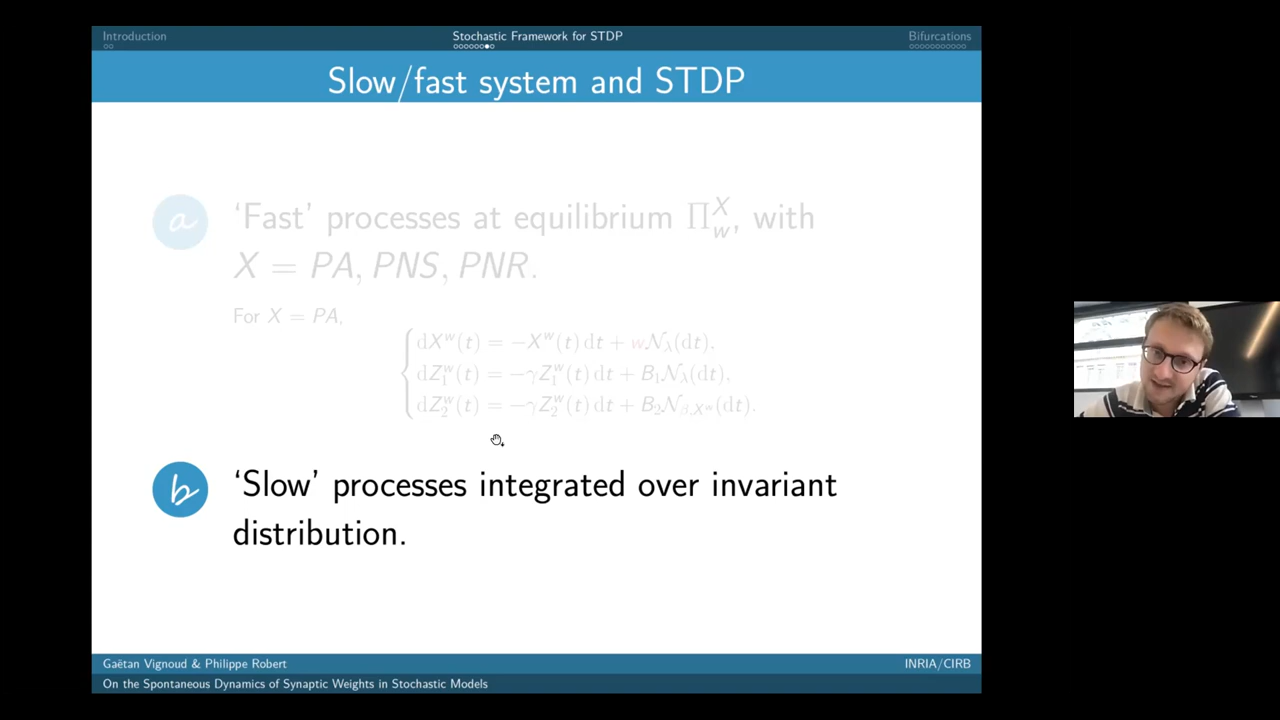 Introduction
Stochastic Framework for STDP
Bifurcations
Slow/fast system and STDP
a
‘Fast’ processes at equilibrium Π_w^X, with
X = PA, PNS, PNR.
For X = PA,
dX^w(t) = −X^w(t) dt + wN_λ(dt),
dZ_1^w(t) = −γZ_1^w(t) dt + B_1N_λ(dt),
dZ_2^w(t) = −γZ_2^w(t) dt + B_2N_{β,X^w}(dt).
b
‘Slow’ processes integrated over invariant
distribution.
Gaëtan Vignoud & Philippe Robert
INRIA/CIRB
On the Spontaneous Dynamics of Synaptic Weights in Stochastic Models